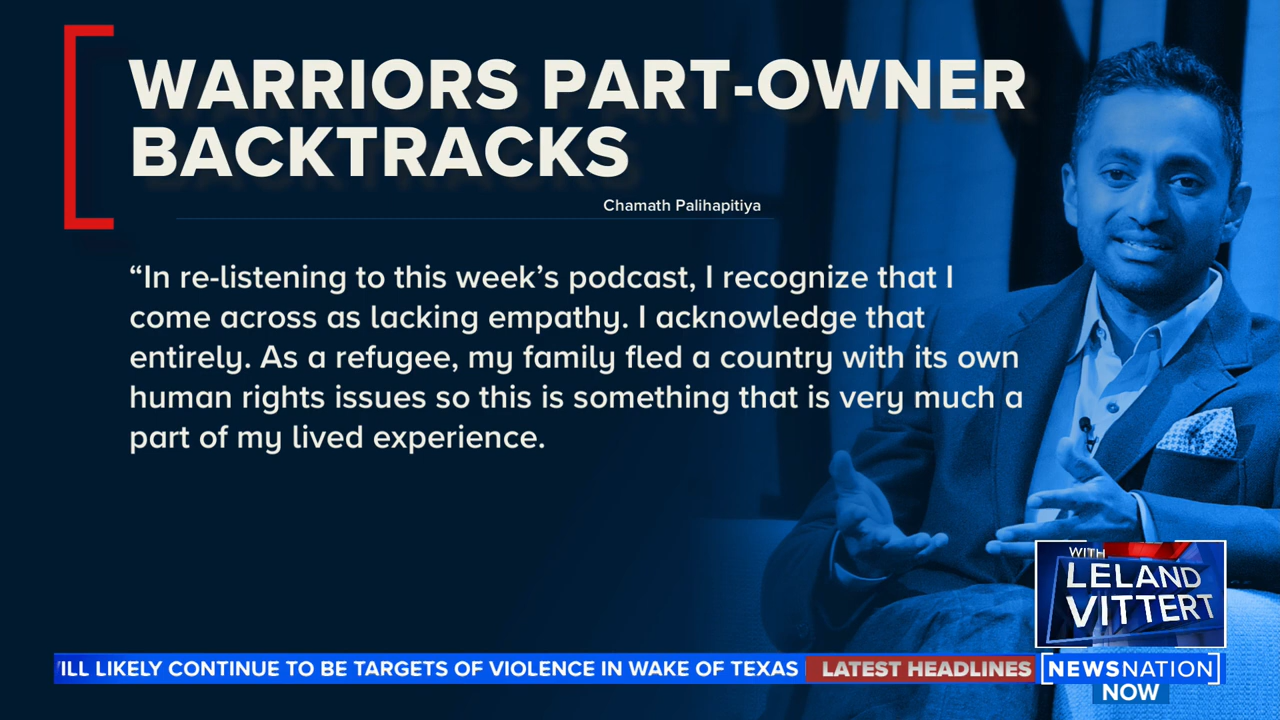 WARRIORS PART-OWNER
BACKTRACKS
Chamath Palihapitiya
“In re-listening to this week’s podcast, I recognize that I
come across as lacking empathy. I acknowledge that
entirely. As a refugee, my family fled a country with its own
human rights issues so this is something that is very much a
part of my lived experience.
WITH
LELAND
VITTERT
LIKELY CONTINUE TO BE TARGETS OF VIOLENCE IN WAKE OF TEXAS
LATEST HEADLINES
NEWSNATION
NOW